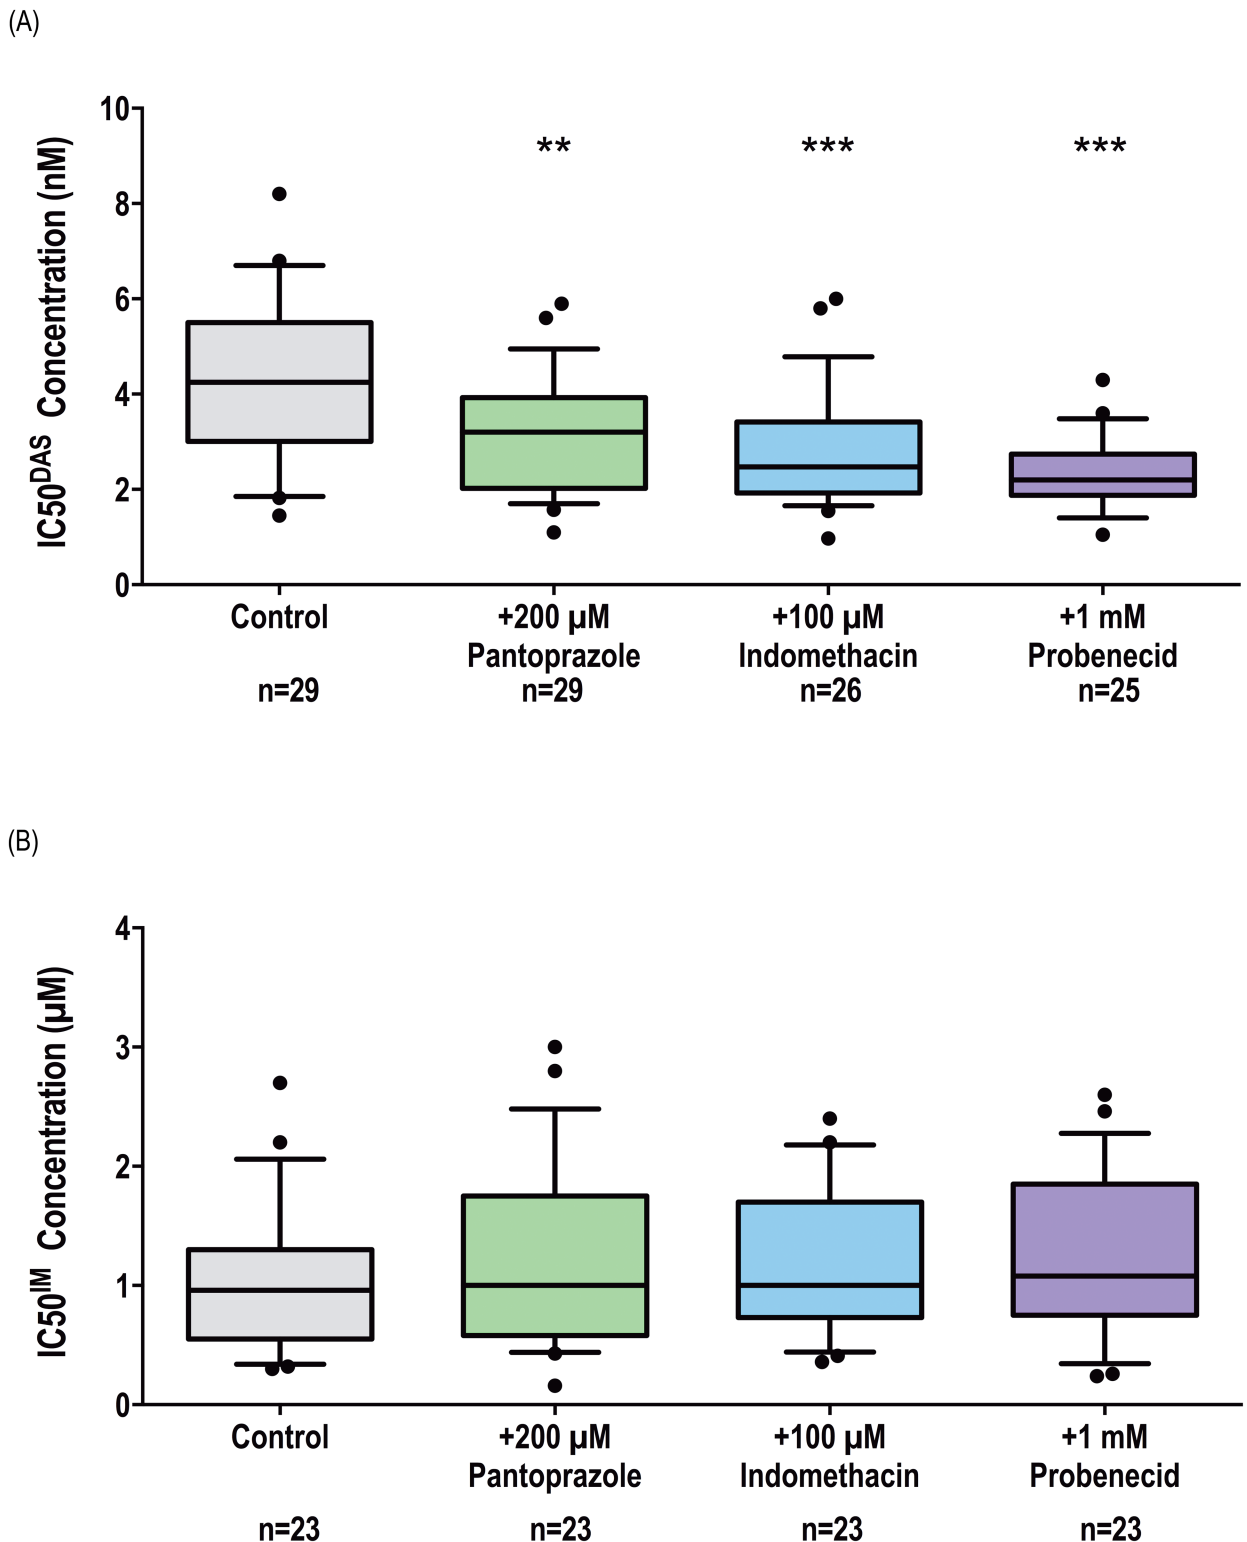 (A)
IC50ᴰᴬˢ Concentration (nM)
10
8
6
4
2
0
** *** ***
Control +200 µM +100 µM +1 mM
Pantoprazole Indomethacin Probenecid
n=29 n=29 n=26 n=25
(B)
IC50ᴵᴹ Concentration (µM)
4
3
2
1
0
Control +200 µM +100 µM +1 mM
Pantoprazole Indomethacin Probenecid
n=23 n=23 n=23 n=23